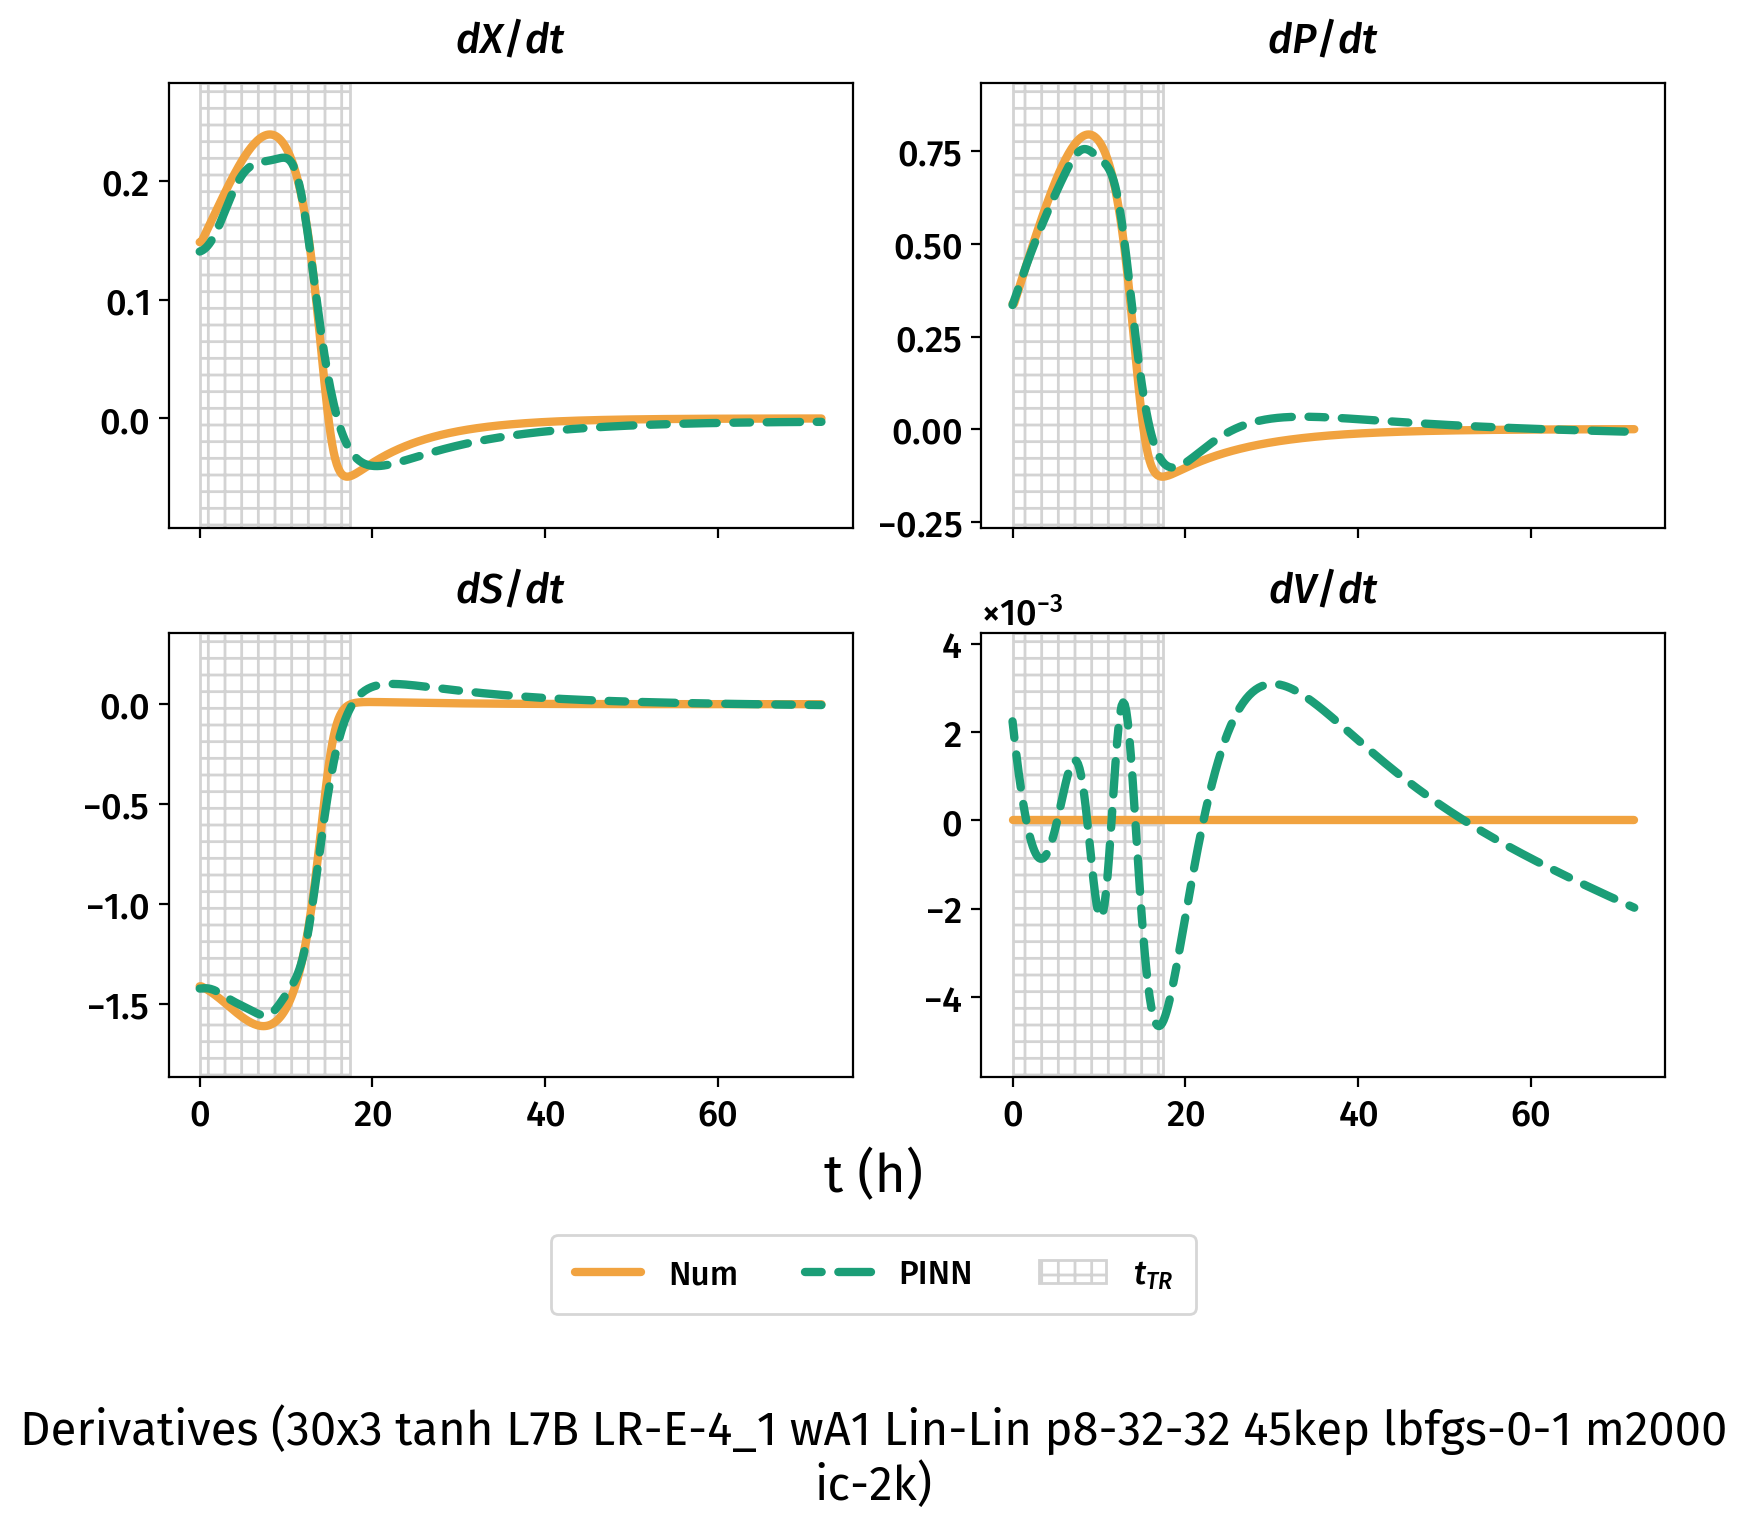 dX/dt
dP/dt
0.2
0.1
0.0
0.75
0.50
0.25
0.00
−0.25
dS/dt
dV/dt
×10⁻³
0.0
−0.5
−1.0
−1.5
4
2
0
−2
−4
0 20 40 60
0 20 40 60
t (h)
Num PINN t_TR
Derivatives (30x3 tanh L7B LR-E-4_1 wA1 Lin-Lin p8-32-32 45kep lbfgs-0-1 m2000
ic-2k)